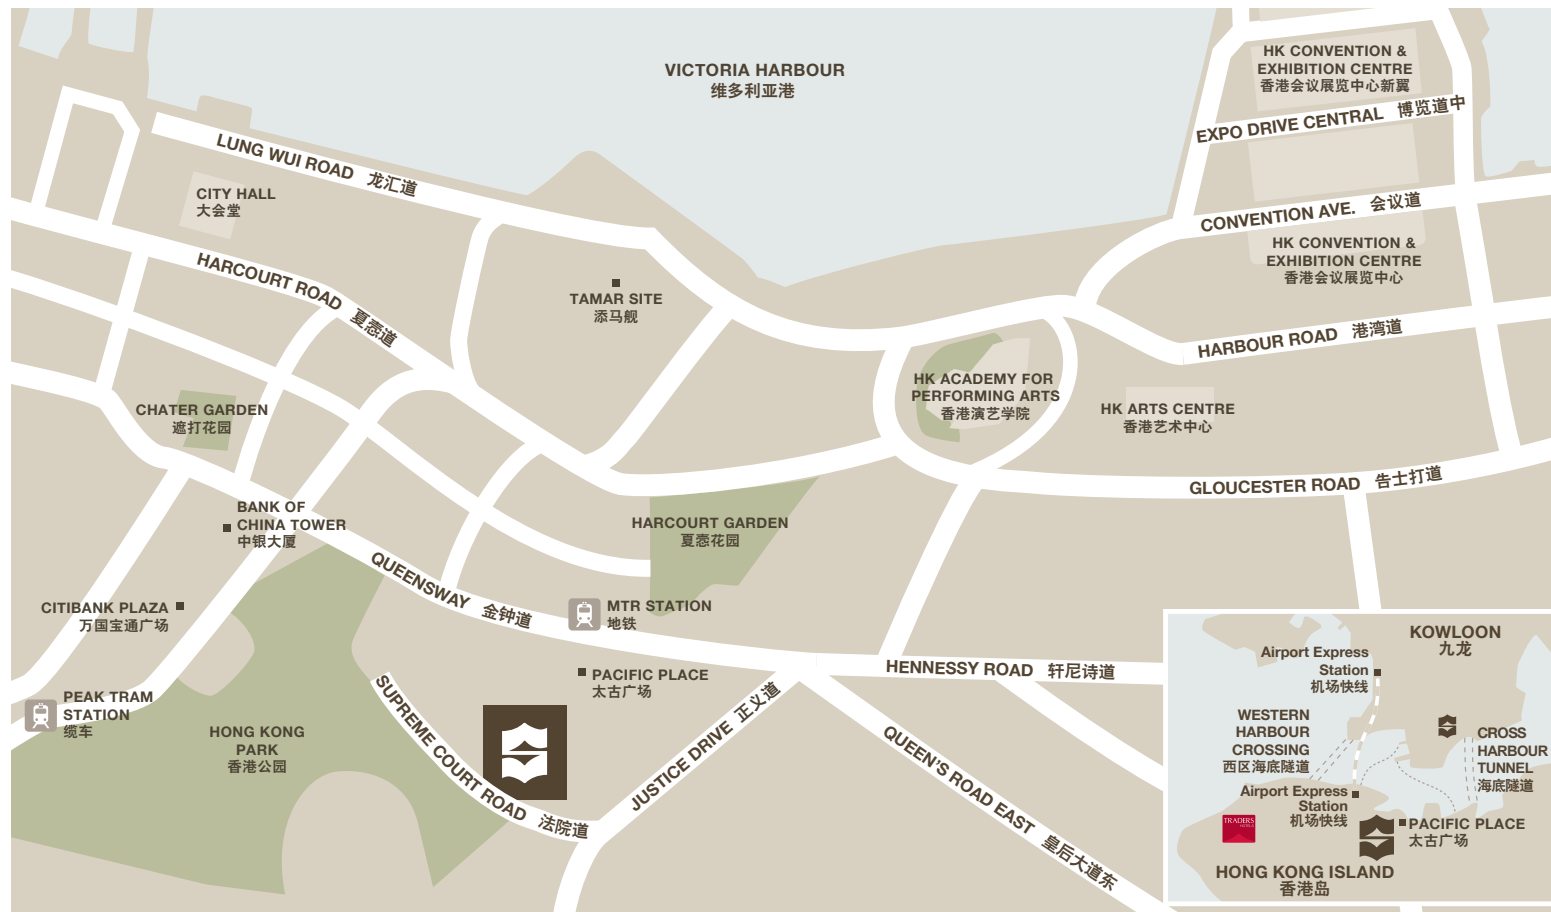 VICTORIA HARBOUR
维多利亚港
HK CONVENTION &
EXHIBITION CENTRE
香港会议展览中心新翼
EXPO DRIVE CENTRAL 博览道中
LUNG WUI ROAD 龙汇道
CITY HALL
大会堂
CONVENTION AVE. 会议道
HK CONVENTION &
EXHIBITION CENTRE
香港会议展览中心
HARCOURT ROAD 夏悫道
TAMAR SITE
添马舰
HARBOUR ROAD 港湾道
HK ACADEMY FOR
PERFORMING ARTS
香港演艺学院
HK ARTS CENTRE
香港艺术中心
CHATER GARDEN
遮打花园
GLOUCESTER ROAD 告士打道
BANK OF
CHINA TOWER
中银大厦
HARCOURT GARDEN
夏悫花园
QUEENSWAY 金钟道
CITIBANK PLAZA
万国宝通广场
MTR STATION
地铁
PACIFIC PLACE
太古广场
HENNESSY ROAD 轩尼诗道
PEAK TRAM
STATION
缆车
HONG KONG
PARK
香港公园
SUPREME COURT ROAD 法院道
JUSTICE DRIVE 正义道
QUEEN'S ROAD EAST 皇后大道东
KOWLOON
九龙
Airport Express
Station
机场快线
WESTERN
HARBOUR
CROSSING
西区海底隧道
CROSS
HARBOUR
TUNNEL
海底隧道
Airport Express
Station
机场快线
TRADERS
HOTELS
PACIFIC PLACE
太古广场
HONG KONG ISLAND
香港岛